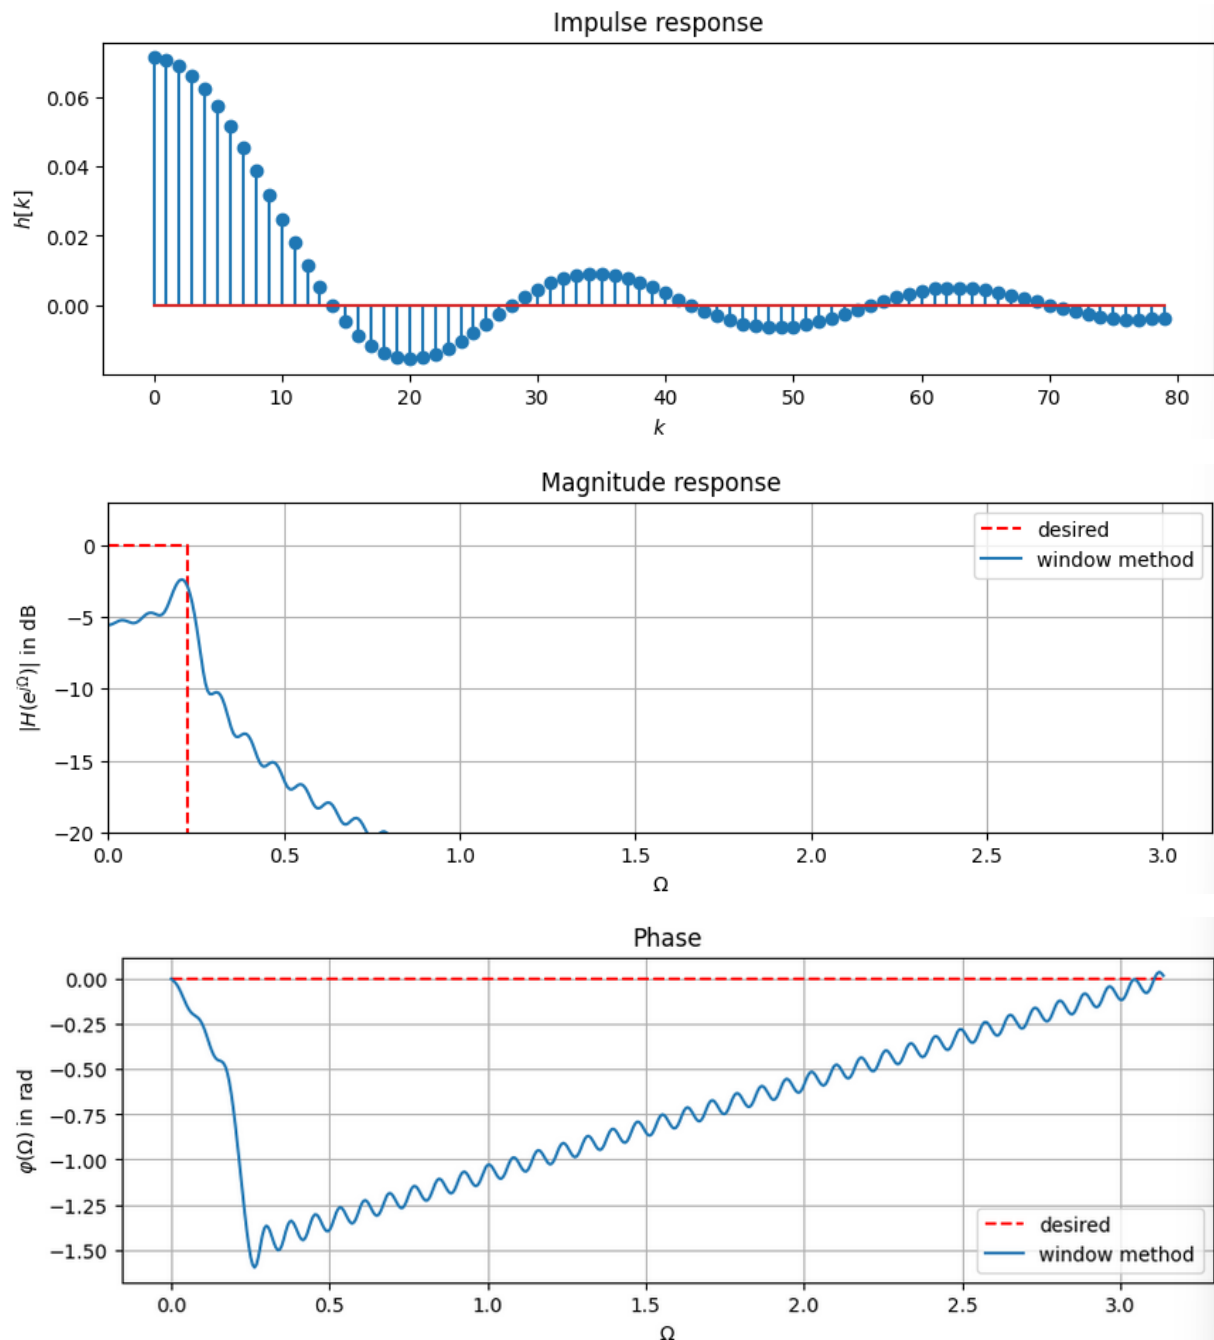 Impulse response
h[k]
0.06
0.04
0.02
0.00
0 10 20 30 40 50 60 70 80
k
Magnitude response
|H(e^{jΩ})| in dB
0
−5
−10
−15
−20
desired
window method
0.0 0.5 1.0 1.5 2.0 2.5 3.0
Ω
Phase
φ(Ω) in rad
0.00
−0.25
−0.50
−0.75
−1.00
−1.25
−1.50
desired
window method
0.0 0.5 1.0 1.5 2.0 2.5 3.0
Ω